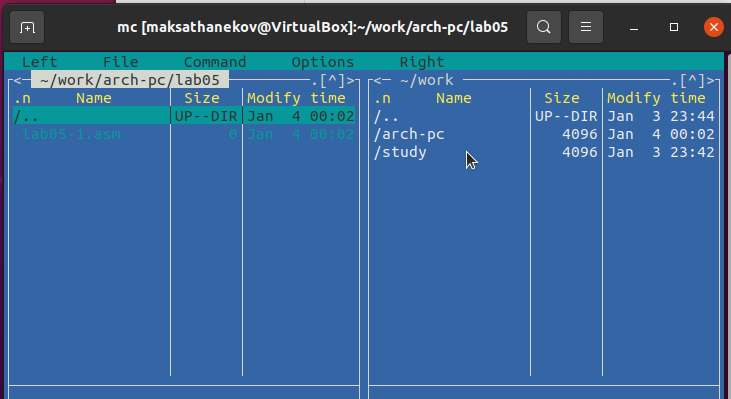 mc [maksathanekov@VirtualBox]:~/work/arch-pc/lab05
Left File Command Options Right
<─ ~/work/arch-pc/lab05 .[^]>
.n Name Size Modify time
/.. UP--DIR Jan 4 00:02
lab05-1.asm 0 Jan 4 00:02
<─ ~/work .[^]>
.n Name Size Modify time
/.. UP--DIR Jan 3 23:44
/arch-pc 4096 Jan 4 00:02
/study 4096 Jan 3 23:42